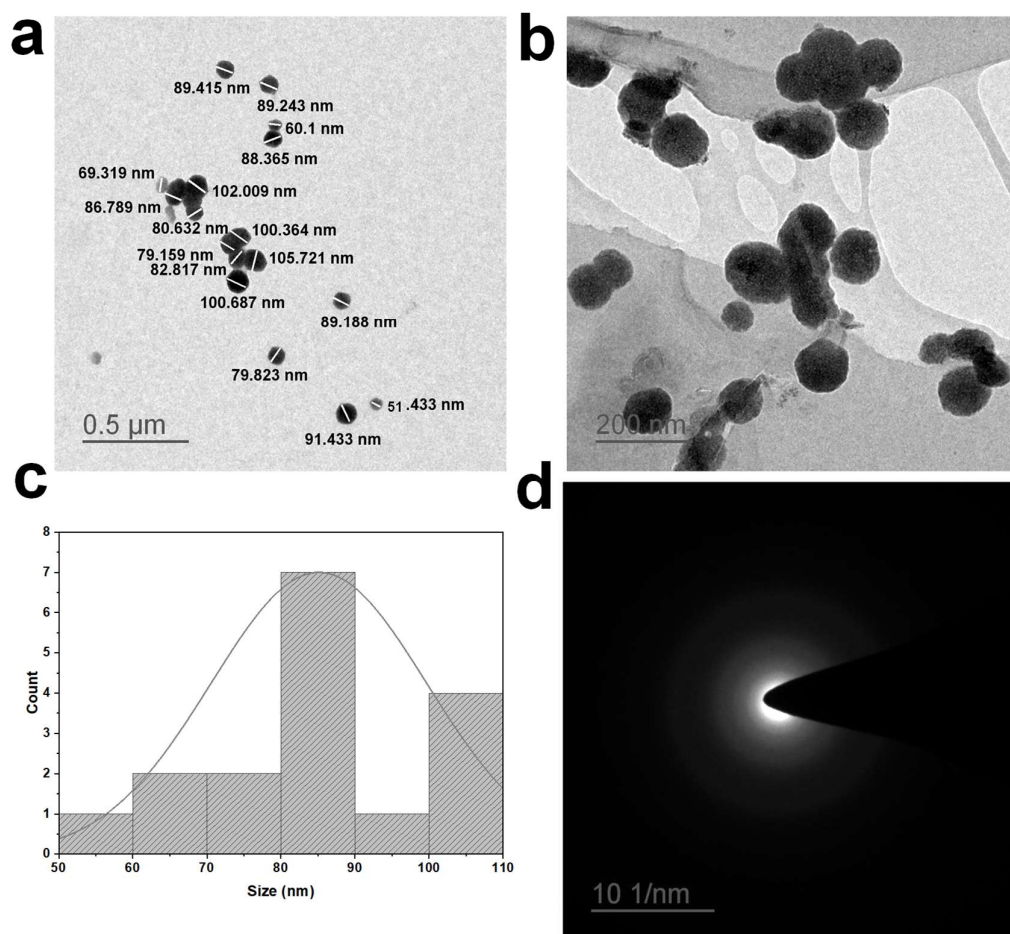 a
89.415 nm
89.243 nm
60.1 nm
88.365 nm
69.319 nm
102.009 nm
86.789 nm
80.632 nm
100.364 nm
79.159 nm
105.721 nm
82.817 nm
100.687 nm
89.188 nm
79.823 nm
51.433 nm
91.433 nm
0.5 µm
b
200 nm
c
8
7
6
5
4
3
2
1
0
Count
50 60 70 80 90 100 110
Size (nm)
d
10 1/nm